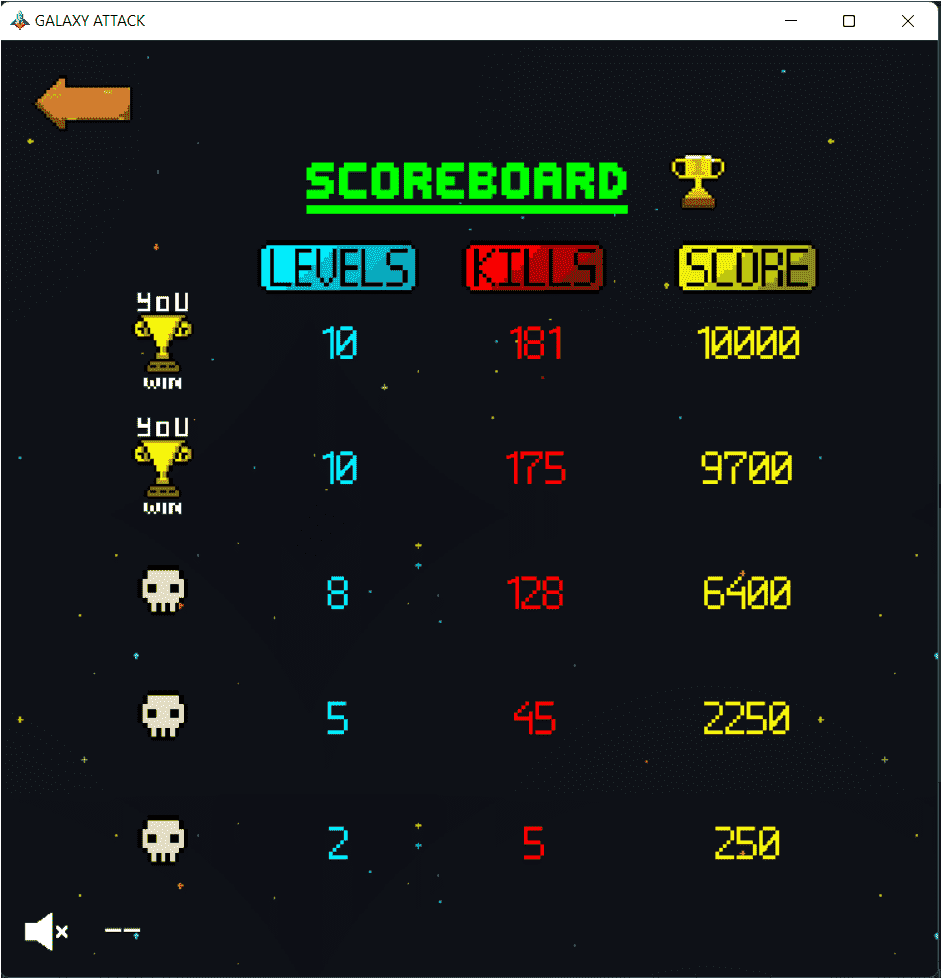 GALAXY ATTACK
SCOREBOARD
LEVELS KILLS SCORE
YOU
WIN
10 181 10000
YOU
WIN
10 175 9700
8 128 6400
5 45 2250
2 5 250